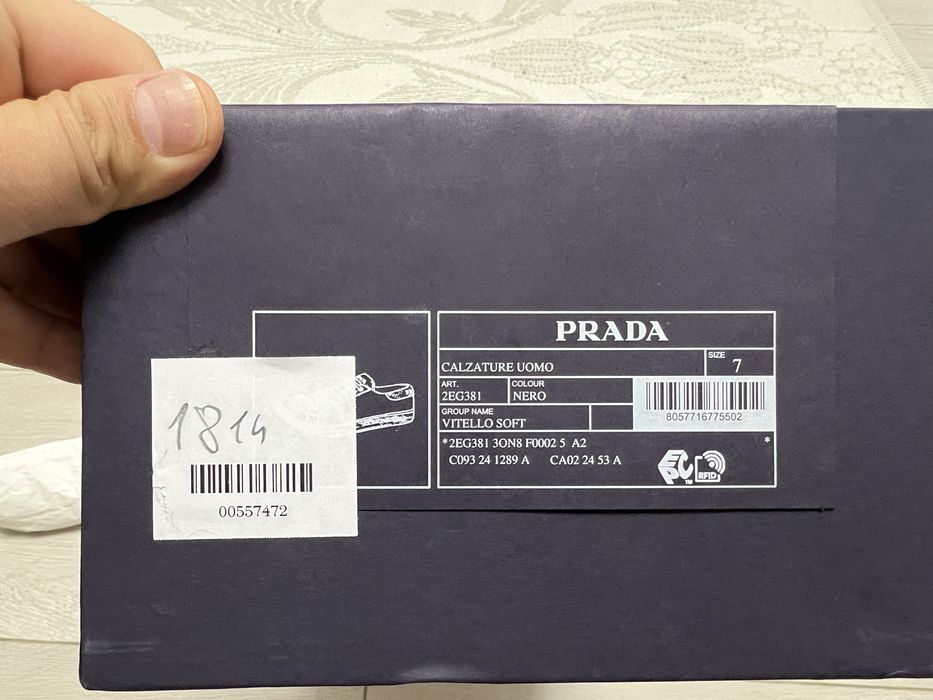 PRADA
CALZATURE UOMO
SIZE
7
ART.
2EG381
COLOUR
NERO
GROUP NAME
VITELLO SOFT
8057716775502
*2EG381 3ON8 F0002 5 A2 *
C093 24 1289 A CA02 24 53 A
EPC™
RFID
1814
00557472